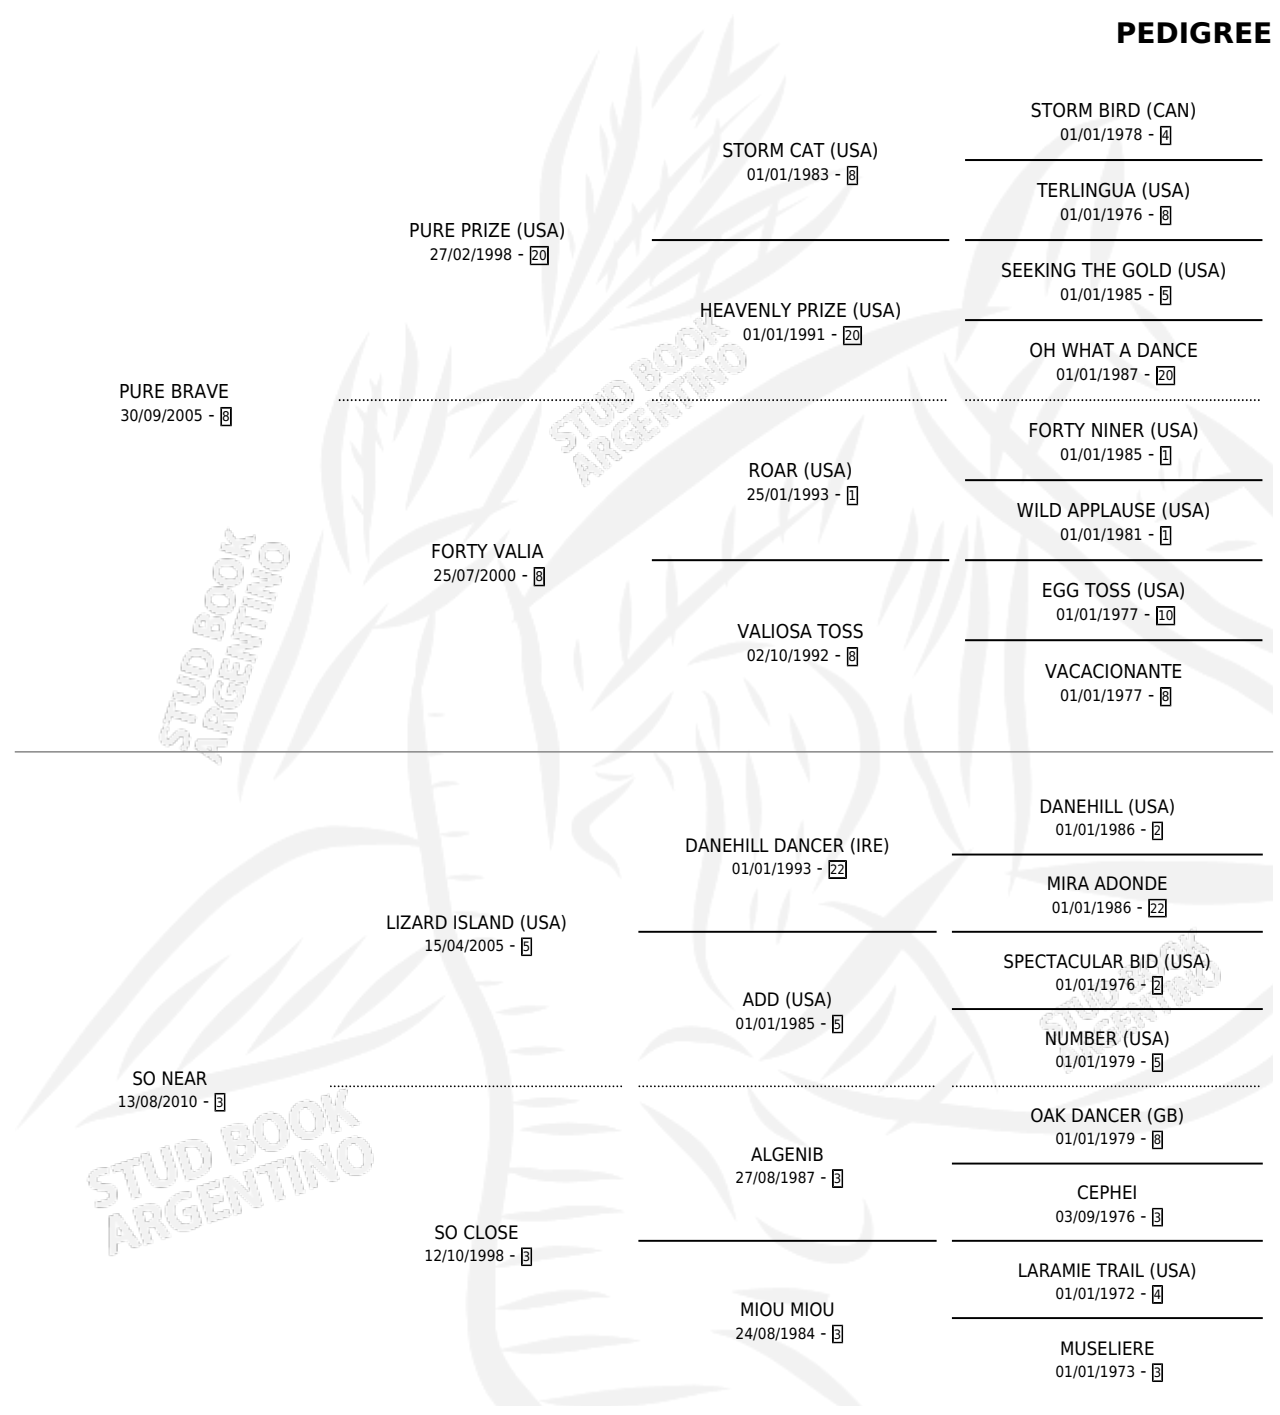 PEDIGREE
STORM BIRD (CAN)
01/01/1978 - 4
STORM CAT (USA)
01/01/1983 - 8
TERLINGUA (USA)
01/01/1976 - 8
PURE PRIZE (USA)
27/02/1998 - 20
SEEKING THE GOLD (USA)
01/01/1985 - 5
HEAVENLY PRIZE (USA)
01/01/1991 - 20
OH WHAT A DANCE
01/01/1987 - 20
PURE BRAVE
30/09/2005 - 8
STUD BOOK
ARGENTINO
FORTY NINER (USA)
01/01/1985 - 1
ROAR (USA)
25/01/1993 - 1
WILD APPLAUSE (USA)
01/01/1981 - 1
FORTY VALIA
25/07/2000 - 8
EGG TOSS (USA)
01/01/1977 - 10
VALIOSA TOSS
02/10/1992 - 8
VACACIONANTE
01/01/1977 - 8
STUD BOOK
ARGENTINO
DANEHILL (USA)
01/01/1986 - 2
DANEHILL DANCER (IRE)
01/01/1993 - 22
MIRA ADONDE
01/01/1986 - 22
LIZARD ISLAND (USA)
15/04/2005 - 5
SPECTACULAR BID (USA)
01/01/1976 - 2
ADD (USA)
01/01/1985 - 5
STUD BOOK
ARGENTINO
NUMBER (USA)
01/01/1979 - 5
SO NEAR
13/08/2010 - 3
OAK DANCER (GB)
01/01/1979 - 8
STUD BOOK
ARGENTINO
ALGENIB
27/08/1987 - 3
CEPHEI
03/09/1976 - 3
SO CLOSE
12/10/1998 - 3
LARAMIE TRAIL (USA)
01/01/1972 - 4
MIOU MIOU
24/08/1984 - 3
MUSELIERE
01/01/1973 - 3